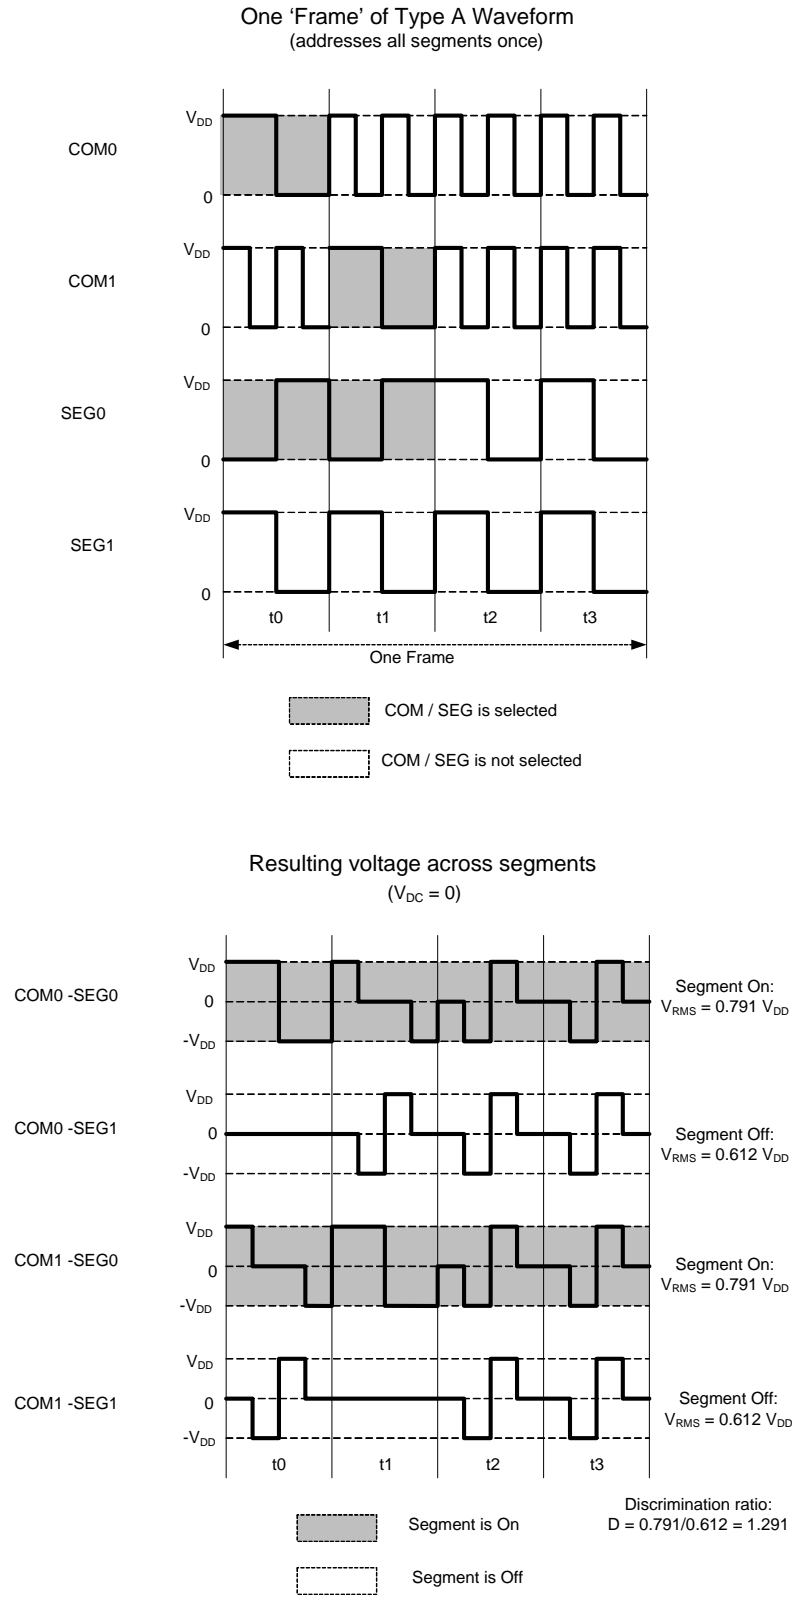 One ‘Frame’ of Type A Waveform
(addresses all segments once)
VDD
COM0
0
VDD
COM1
0
VDD
SEG0
0
VDD
SEG1
0
t0 t1 t2 t3
One Frame
COM / SEG is selected
COM / SEG is not selected
Resulting voltage across segments
(VDC = 0)
VDD
COM0 -SEG0
0
-VDD
Segment On:
VRMS = 0.791 VDD
VDD
COM0 -SEG1
0
-VDD
Segment Off:
VRMS = 0.612 VDD
VDD
COM1 -SEG0
0
-VDD
Segment On:
VRMS = 0.791 VDD
VDD
COM1 -SEG1
0
-VDD
Segment Off:
VRMS = 0.612 VDD
t0 t1 t2 t3
Segment is On
Discrimination ratio:
D = 0.791/0.612 = 1.291
Segment is Off